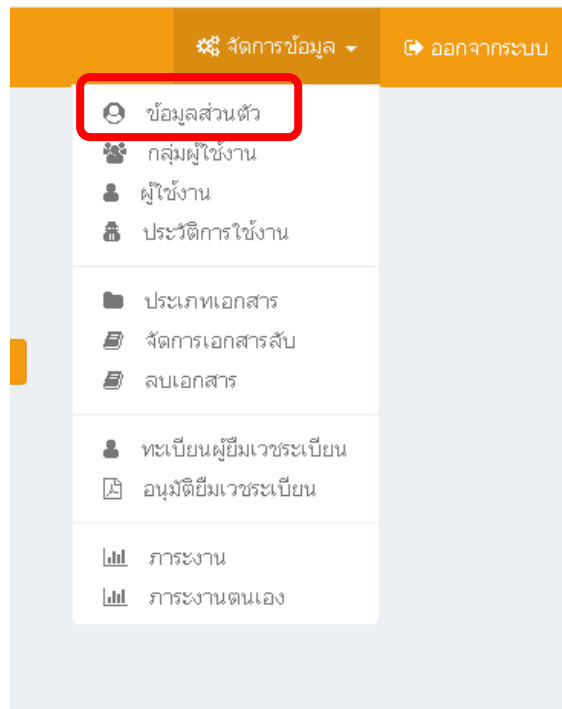 จัดการข้อมูล
ออกจากระบบ
ข้อมูลส่วนตัว
กลุ่มผู้ใช้งาน
ผู้ใช้งาน
ประวัติการใช้งาน
ประเภทเอกสาร
จัดการเอกสารลับ
ลบเอกสาร
ทะเบียนผู้ยืมเวชระเบียน
อนุมัติยืมเวชระเบียน
ภาระงาน
ภาระงานตนเอง